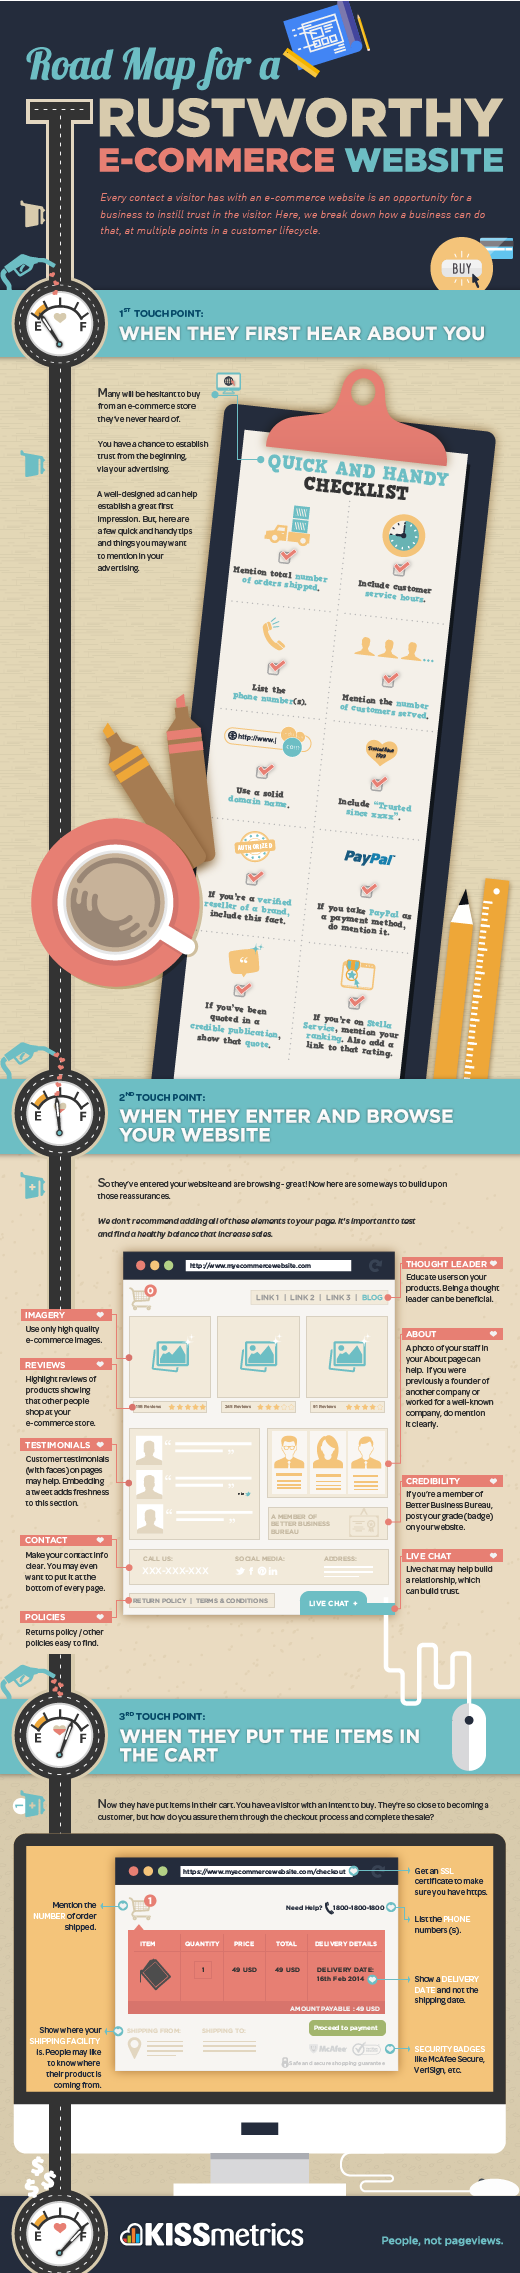 Road Map for a
TRUSTWORTHY
E-COMMERCE WEBSITE
Every contact a visitor has with an e-commerce website is an opportunity for a
business to instill trust in the visitor. Here, we break down how a business can do
that, at multiple points in a customer lifecycle.
BUY
E F
1ST TOUCHPOINT:
WHEN THEY FIRST HEAR ABOUT YOU
Many will be hesitant to buy
from an e-commerce store
they've never heard of.
You have a chance to establish
trust from the beginning,
via your advertising.
A well-designed ad can help
establish a great first
impression. But, here are
a few quick and handy tips
and things you may want
to mention in your
advertising.
QUICK AND HANDY
CHECKLIST
Mention total number
of orders shipped.
Include customer
service hours.
List the
phone number(s).
Mention the number
of customers served.
http://www.|
.com
Use a solid
domain name.
Include "Trusted
since xxxx".
AUTHORIZED
If you're a verified
reseller of a brand,
include this fact.
PayPal
If you take PayPal as
a payment method,
do mention it.
If you've been
quoted in a
credible publication,
show that quote.
If you're on Stella
Service, mention your
ranking. Also add a
link to that rating.
E F
2ND TOUCHPOINT:
WHEN THEY ENTER AND BROWSE
YOUR WEBSITE
So they've entered your website and are browsing - great! Now here are some ways to build upon
those reassurances.
We don't recommend adding all of these elements to your page. It's important to test
and find a healthy balance that increase sales.
http://www.myecommercewebsite.com
0
LINK 1 | LINK 2 | LINK 3 | BLOG
IMAGERY
Use only high quality
e-commerce images.
REVIEWS
Highlight reviews of
products showing
that other people
shop at your
e-commerce store.
TESTIMONIALS
Customer testimonials
(with faces) on pages
may help. Embedding
a tweet adds freshness
to this section.
CONTACT
Make your contact info
clear. You may even
want to put it at the
bottom of every page.
POLICIES
Returns policy / other
policies easy to find.
Reviews
Reviews
Reviews
A MEMBER OF
BETTER BUSINESS
BUREAU
CALL US:
XXX-XXX-XXX
SOCIAL MEDIA:
ADDRESS:
RETURN POLICY | TERMS & CONDITIONS
LIVE CHAT +
THOUGHT LEADER
Educate users on your
products. Being a thought
leader can be beneficial.
ABOUT
A photo of your staff in
your About page can
help. If you were
previously a founder of
another company or
worked for a well-known
company, do mention
it clearly.
CREDIBILITY
If you're a member of
Better Business Bureau,
post your grade (badge)
on your website.
LIVE CHAT
Live chat may help build
a relationship, which
can build trust.
E F
3RD TOUCHPOINT:
WHEN THEY PUT THE ITEMS IN
THE CART
Now they have put items in their cart. You have a visitor with an intent to buy. They're so close to becoming a
customer, but how do you assure them through the checkout process and complete the sale?
https://www.myecommercewebsite.com/checkout
Mention the
NUMBER of order
shipped.
1
Need Help? 1800-1800-1800
ITEM QUANTITY PRICE TOTAL DELIVERY DETAILS
1 49 USD 49 USD DELIVERY DATE:
16th Feb 2014
AMOUNT PAYABLE : 49 USD
SHIPPING FROM: SHIPPING TO:
Proceed to payment
McAfee
Safe and secure shopping guarantee
Show where your
SHIPPING FACILITY
is. People may like
to know where
their product is
coming from.
Get an SSL
certificate to make
sure you have https.
List the PHONE
numbers (s).
Show a DELIVERY
DATE and not the
shipping date.
SECURITY BADGES
like McAfee Secure,
VeriSign, etc.
$
$
$
E F
KISSmetrics
People, not pageviews.